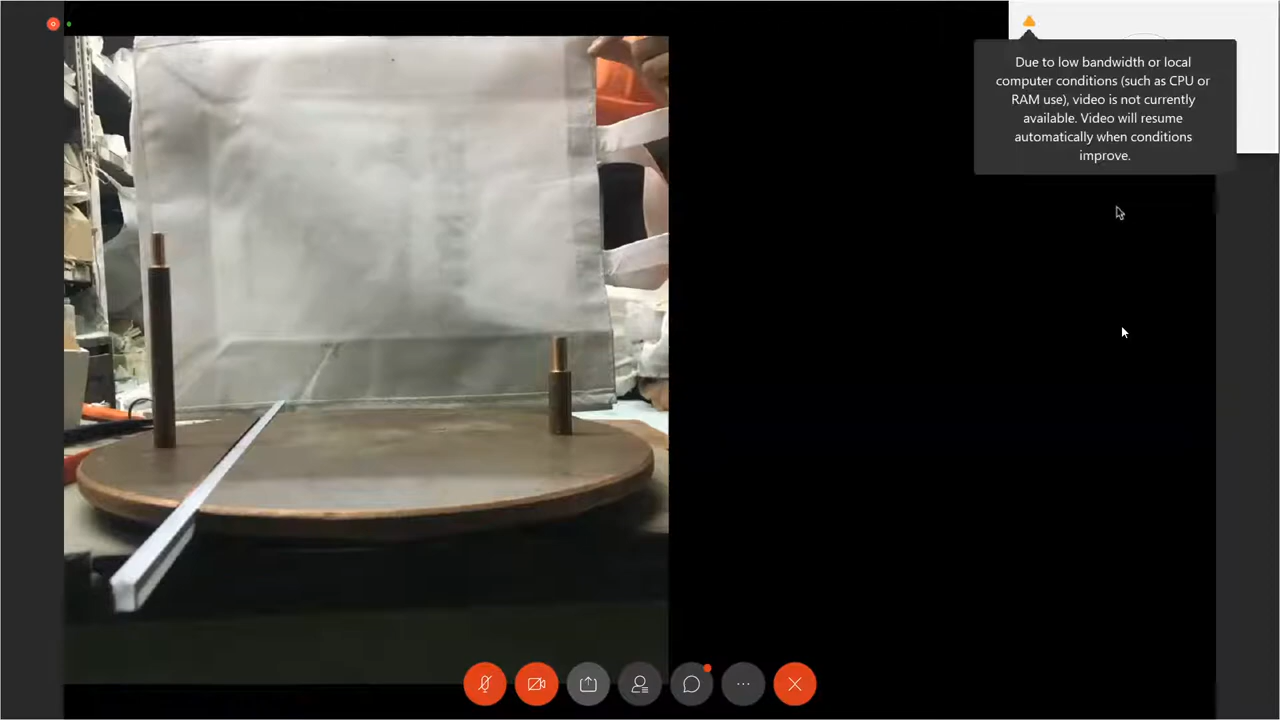 Due to low bandwidth or local
computer conditions (such as CPU or
RAM use), video is not currently
available. Video will resume
automatically when conditions
improve.